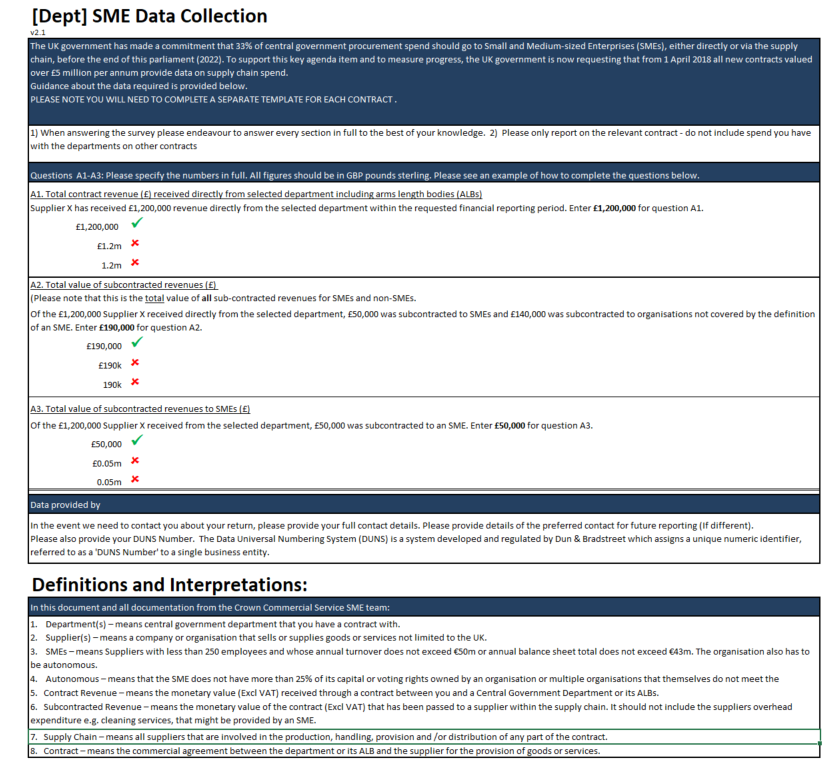 [Dept] SME Data Collection
v2.1
The UK government has made a commitment that 33% of central government procurement spend should go to Small and Medium-sized Enterprises (SMEs), either directly or via the supply
chain, before the end of this parliament (2022). To support this key agenda item and to measure progress, the UK government is now requesting that from 1 April 2018 all new contracts valued
over £5 million per annum provide data on supply chain spend.
Guidance about the data required is provided below.
PLEASE NOTE YOU WILL NEED TO COMPLETE A SEPARATE TEMPLATE FOR EACH CONTRACT .
1) When answering the survey please endeavour to answer every section in full to the best of your knowledge. 2) Please only report on the relevant contract - do not include spend you have
with the departments on other contracts
Questions A1-A3: Please specify the numbers in full. All figures should be in GBP pounds sterling. Please see an example of how to complete the questions below.
A1. Total contract revenue (£) received directly from selected department including arms length bodies (ALBs)
Supplier X has received £1,200,000 revenue directly from the selected department within the requested financial reporting period. Enter £1,200,000 for question A1.
£1,200,000
£1.2m
1.2m
A2. Total value of subcontracted revenues (£)
(Please note that this is the total value of all sub-contracted revenues for SMEs and non-SMEs.
Of the £1,200,000 Supplier X received directly from the selected department, £50,000 was subcontracted to SMEs and £140,000 was subcontracted to organisations not covered by the definition
of an SME. Enter £190,000 for question A2.
£190,000
£190k
190k
A3. Total value of subcontracted revenues to SMEs (£)
Of the £1,200,000 Supplier X received from the selected department, £50,000 was subcontracted to an SME. Enter £50,000 for question A3.
£50,000
£0.05m
0.05m
Data provided by
In the event we need to contact you about your return, please provide your full contact details. Please provide details of the preferred contact for future reporting (If different).
Please also provide your DUNS Number. The Data Universal Numbering System (DUNS) is a system developed and regulated by Dun & Bradstreet which assigns a unique numeric identifier,
referred to as a 'DUNS Number' to a single business entity.
Definitions and Interpretations:
In this document and all documentation from the Crown Commercial Service SME team:
1. Department(s) – means central government department that you have a contract with.
2. Supplier(s) – means a company or organisation that sells or supplies goods or services not limited to the UK.
3. SMEs – means Suppliers with less than 250 employees and whose annual turnover does not exceed €50m or annual balance sheet total does not exceed €43m. The organisation also has to
be autonomous.
4. Autonomous – means that the SME does not have more than 25% of its capital or voting rights owned by an organisation or multiple organisations that themselves do not meet the
5. Contract Revenue – means the monetary value (Excl VAT) received through a contract between you and a Central Government Department or its ALBs.
6. Subcontracted Revenue – means the monetary value of the contract (Excl VAT) that has been passed to a supplier within the supply chain. It should not include the suppliers overhead
expenditure e.g. cleaning services, that might be provided by an SME.
7. Supply Chain – means all suppliers that are involved in the production, handling, provision and /or distribution of any part of the contract.
8. Contract – means the commercial agreement between the department or its ALB and the supplier for the provision of goods or services.